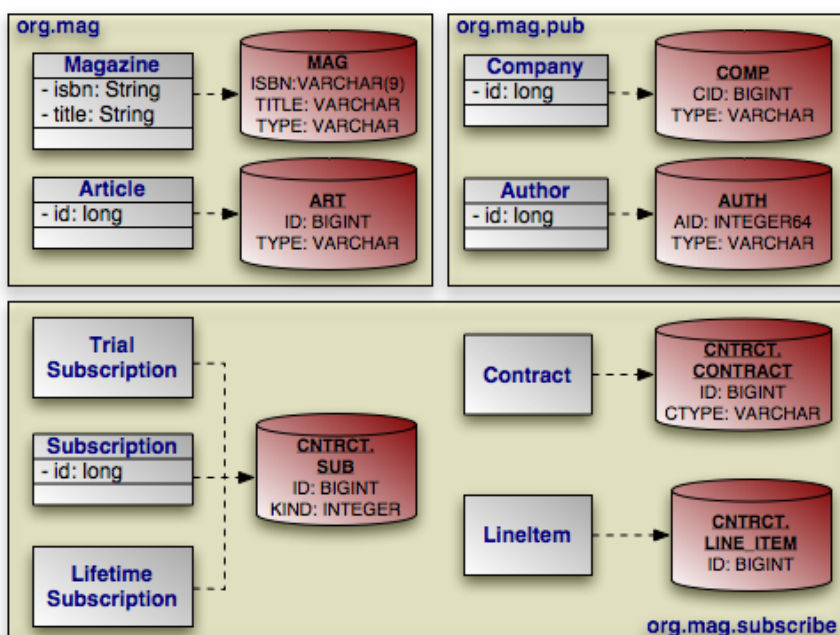 org.mag
Magazine
- isbn: String
- title: String
MAG
ISBN:VARCHAR(9)
TITLE: VARCHAR
TYPE: VARCHAR
Article
- id: long
ART
ID: BIGINT
TYPE: VARCHAR
org.mag.pub
Company
- id: long
COMP
CID: BIGINT
TYPE: VARCHAR
Author
- id: long
AUTH
AID: INTEGER64
TYPE: VARCHAR
Trial
Subscription
Subscription
- id: long
Lifetime
Subscription
CNTRCT.
SUB
ID: BIGINT
KIND: INTEGER
Contract
CNTRCT.
CONTRACT
ID: BIGINT
CTYPE: VARCHAR
LineItem
CNTRCT.
LINE_ITEM
ID: BIGINT
org.mag.subscribe